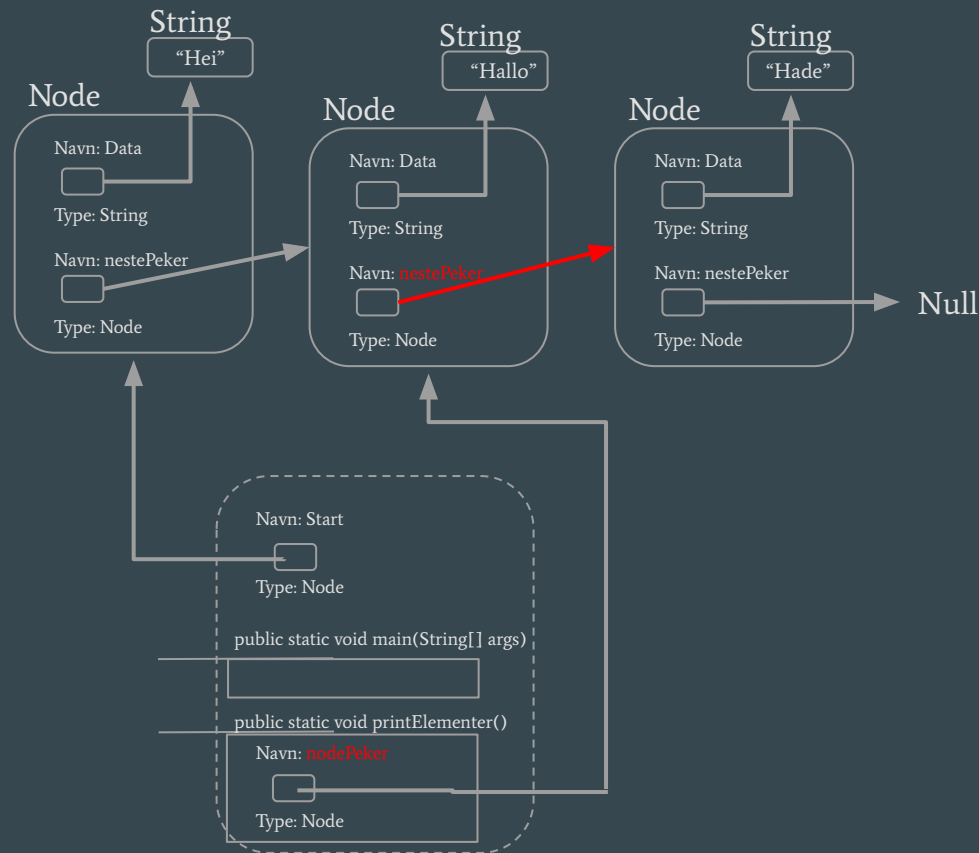 String
“Hei”
Node
Navn: Data
Type: String
Navn: nestePeker
Type: Node
String
“Hallo”
Node
Navn: Data
Type: String
Navn: nestePeker
Type: Node
String
“Hade”
Node
Navn: Data
Type: String
Navn: nestePeker
Type: Node
Null
Navn: Start
Type: Node
public static void main(String[] args)
public static void printElementer()
Navn: nodePeker
Type: Node